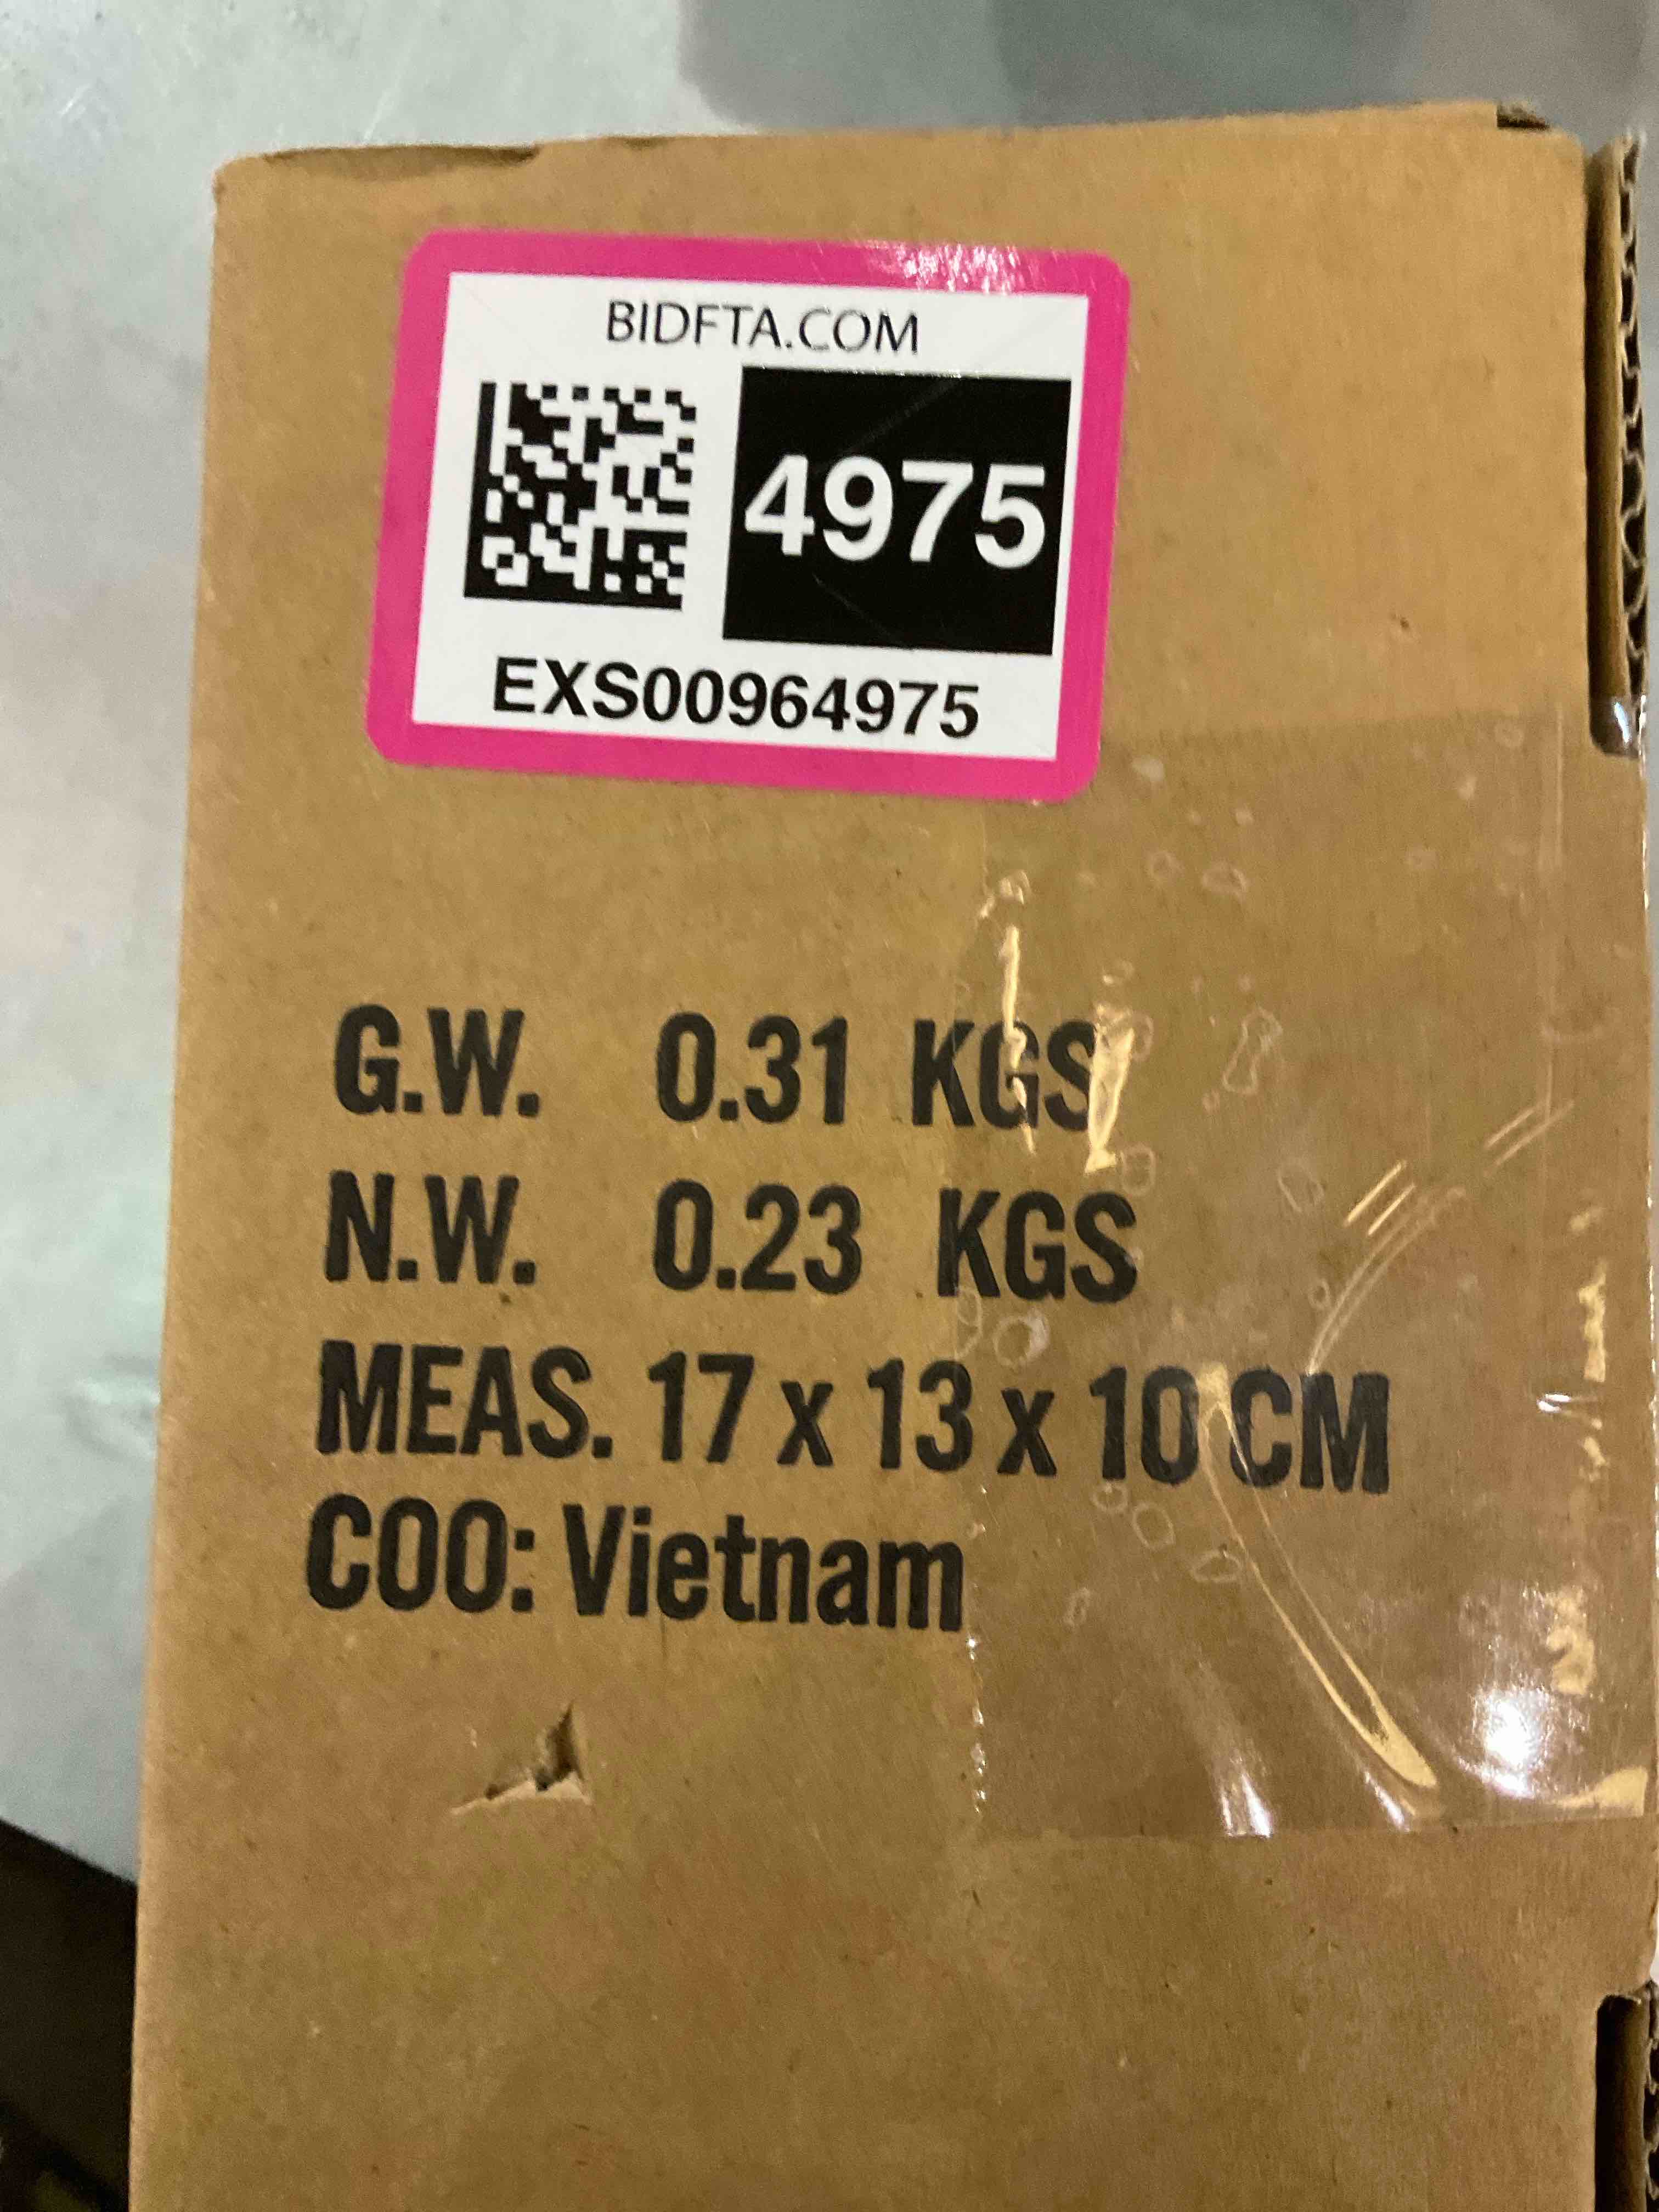 BIDFTA.COM
4975
EXS00964975
G.W. 0.31 KGS
N.W. 0.23 KGS
MEAS. 17 x 13 x 10 CM
COO: Vietnam